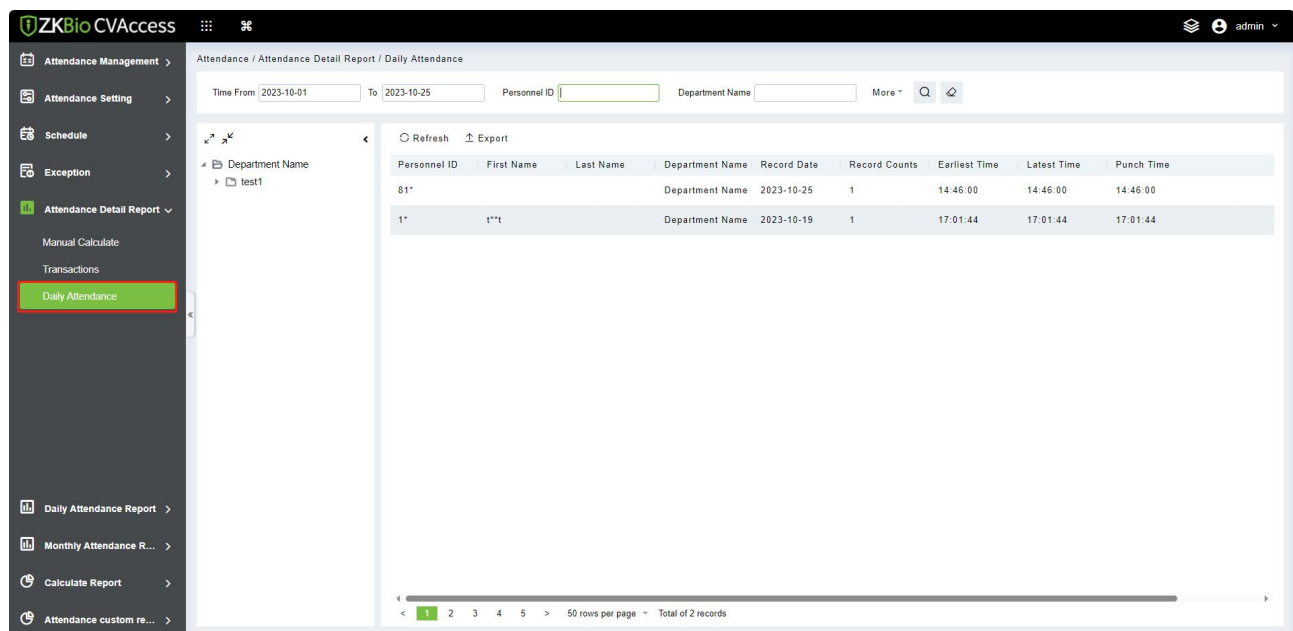 ZKBio CVAccess
admin
Attendance Management
Attendance Setting
Schedule
Exception
Attendance Detail Report
Manual Calculate
Transactions
Daily Attendance
Daily Attendance Report
Monthly Attendance R...
Calculate Report
Attendance custom re...
Attendance / Attendance Detail Report / Daily Attendance
Time From 2023-10-01 To 2023-10-25 Personnel ID Department Name More
Department Name
test1
Refresh Export
Personnel ID First Name Last Name Department Name Record Date Record Counts Earliest Time Latest Time Punch Time
81* Department Name 2023-10-25 1 14:46:00 14:46:00 14:46:00
1* t**t Department Name 2023-10-19 1 17:01:44 17:01:44 17:01:44
< 1 2 3 4 5 > 50 rows per page Total of 2 records